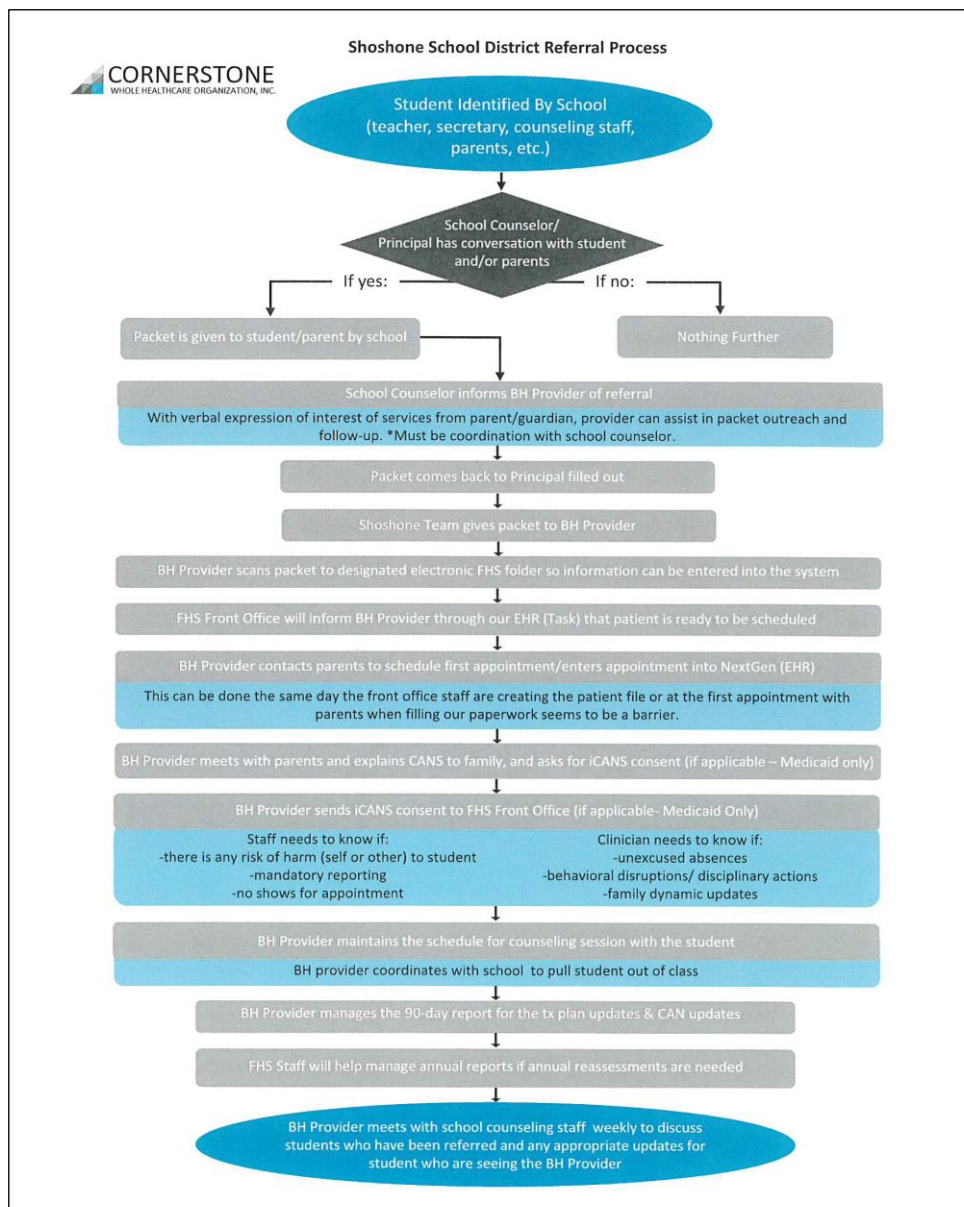 Shoshone School District Referral Process
CORNERSTONE
WHOLE HEALTHCARE ORGANIZATION, INC.
Student Identified By School
(teacher, secretary, counseling staff,
parents, etc.)
School Counselor/
Principal has conversation with student
and/or parents
If yes:
If no:
Packet is given to student/parent by school
Nothing Further
School Counselor informs BH Provider of referral
With verbal expression of interest of services from parent/guardian, provider can assist in packet outreach and
follow-up. *Must be coordination with school counselor.
Packet comes back to Principal filled out
Shoshone Team gives packet to BH Provider
BH Provider scans packet to designated electronic FHS folder so information can be entered into the system
FHS Front Office will inform BH Provider through our EHR (Task) that patient is ready to be scheduled
BH Provider contacts parents to schedule first appointment/enters appointment into NextGen (EHR)
This can be done the same day the front office staff are creating the patient file or at the first appointment with
parents when filling our paperwork seems to be a barrier.
BH Provider meets with parents and explains CANS to family, and asks for iCANS consent (if applicable – Medicaid only)
BH Provider sends iCANS consent to FHS Front Office (if applicable- Medicaid Only)
Staff needs to know if:
-there is any risk of harm (self or other) to student
-mandatory reporting
-no shows for appointment
Clinician needs to know if:
-unexcused absences
-behavioral disruptions/ disciplinary actions
-family dynamic updates
BH Provider maintains the schedule for counseling session with the student
BH provider coordinates with school to pull student out of class
BH Provider manages the 90-day report for the tx plan updates & CAN updates
FHS Staff will help manage annual reports if annual reassessments are needed
BH Provider meets with school counseling staff weekly to discuss
students who have been referred and any appropriate updates for
student who are seeing the BH Provider